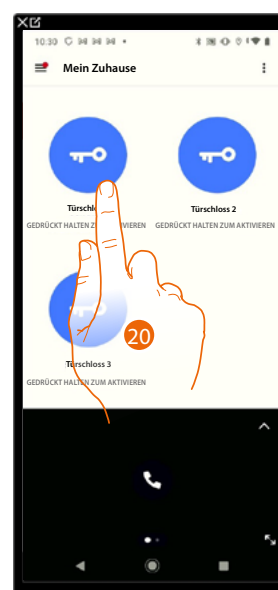 10:30
Mein Zuhause
Türschlo
Türschloss 2
GEDRÜCKT HALTEN ZUM AKTIVIEREN
GEDRÜCKT HALTEN ZUM AKTIVIEREN
20
Türschloss 3
GEDRÜCKT HALTEN ZUM AKTIVIEREN